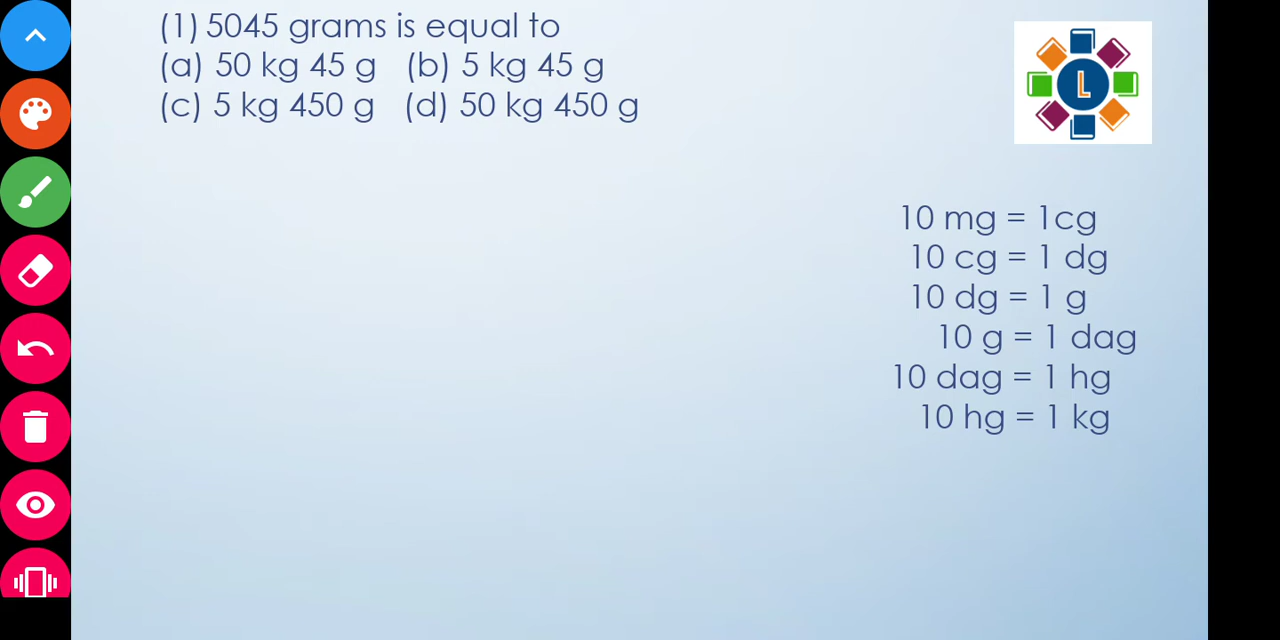 (1) 5045 grams is equal to
(a) 50 kg 45 g (b) 5 kg 45 g
(c) 5 kg 450 g (d) 50 kg 450 g
L
10 mg = 1cg
10 cg = 1 dg
10 dg = 1 g
10 g = 1 dag
10 dag = 1 hg
10 hg = 1 kg